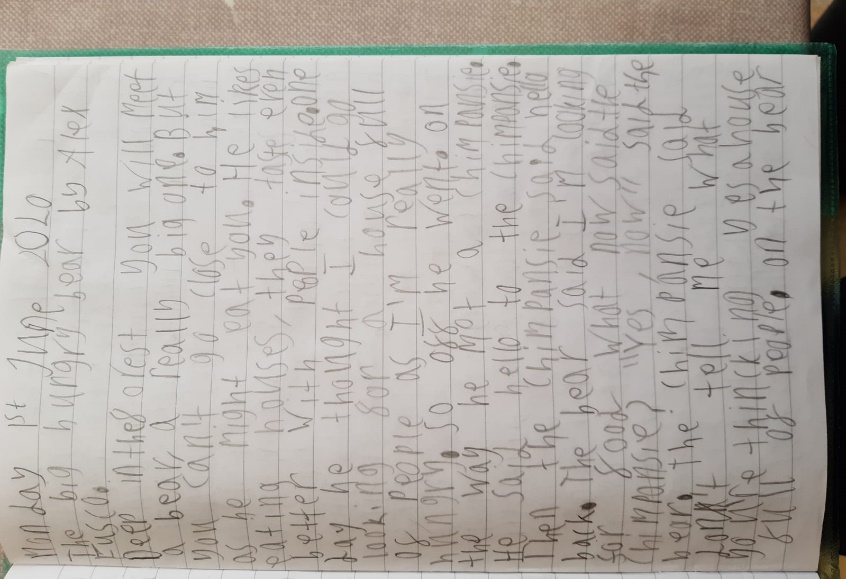 Monday 1st June 2020
The big hungry bear by Alex
Fusco.
Deep in the forest you will meet
a bear, a really big one. But
you can't go close to him
as he might eat you. He likes
eating houses, they taste even
better with people inside. one
day he thought I could go
looking for a house full
of people as I'm really
hungry. So off he went. on
the way he met a chimpansie.
He said hello to the chimpansie.
Then the chimpansie said hello
back. The bear said I'm looking
for food what now said the
chimpansie? "Yes, now" said the
bear. the chimpansie said
don't tell me what
you're thincking yes a house
full of people. on the bear